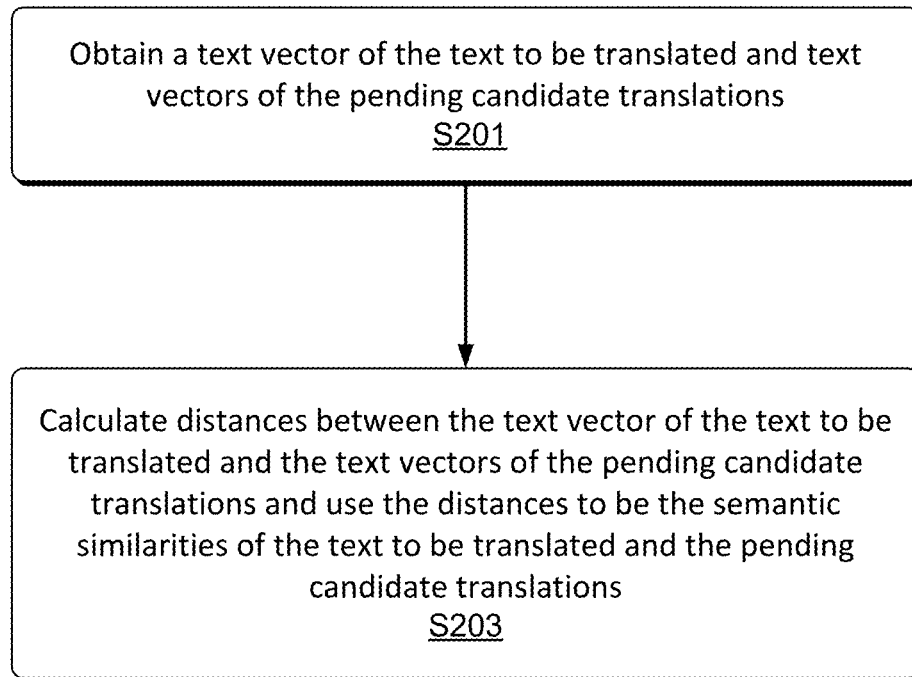 Obtain a text vector of the text to be translated and text
vectors of the pending candidate translations
S201
Calculate distances between the text vector of the text to be
translated and the text vectors of the pending candidate
translations and use the distances to be the semantic
similarities of the text to be translated and the pending
candidate translations
S203